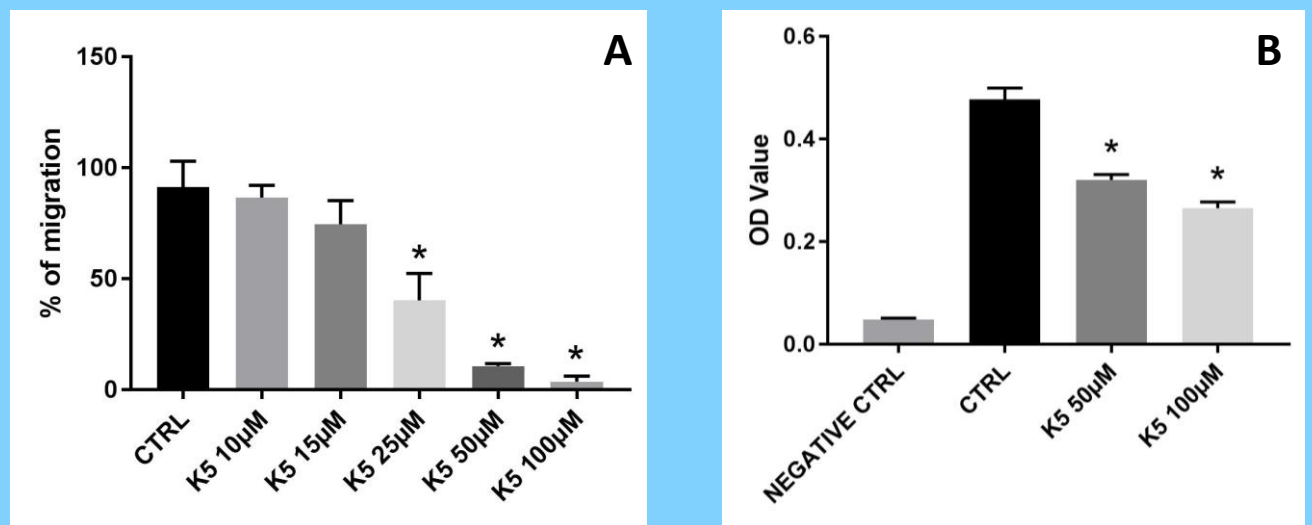 A
% of migration
150
100
50
0
*
*
*
CTRL
K5 10µM
K5 15µM
K5 25µM
K5 50µM
K5 100µM
B
OD Value
0.6
0.4
0.2
0.0
*
*
NEGATIVE CTRL
CTRL
K5 50µM
K5 100µM